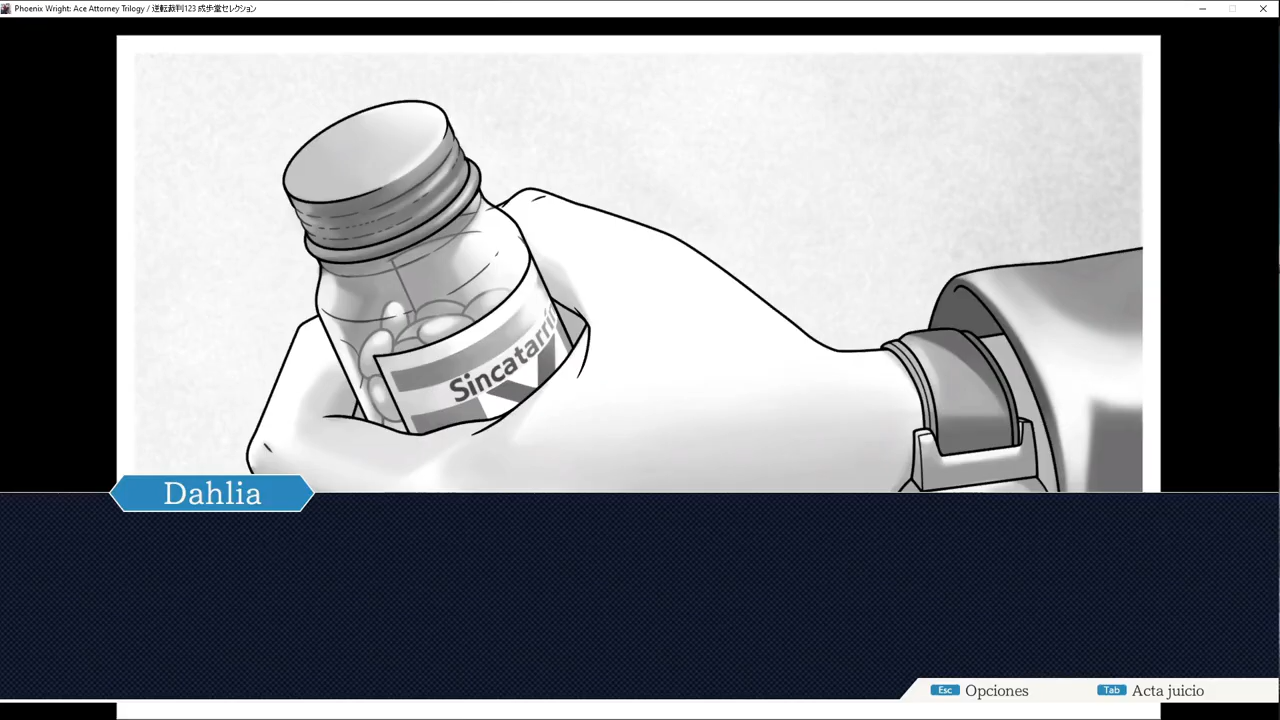 Phoenix Wright: Ace Attorney Trilogy / 逆転裁判123 成歩堂セレクション
Sincatarrín
Dahlia
Esc Opciones
Tab Acta juicio